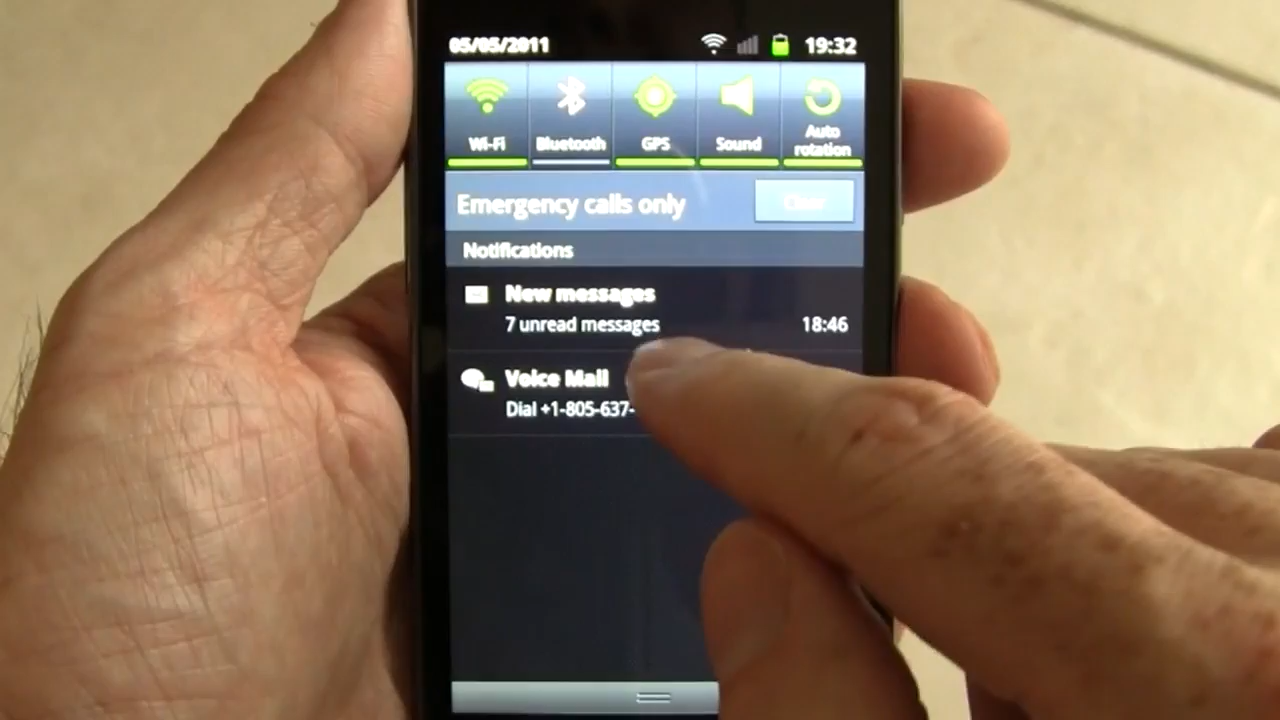 05/05/2011 19:32
Wi-Fi Bluetooth GPS Sound Auto rotation
Emergency calls only Clear
Notifications
New messages
7 unread messages 18:46
Voice Mail
Dial +1-805-637-